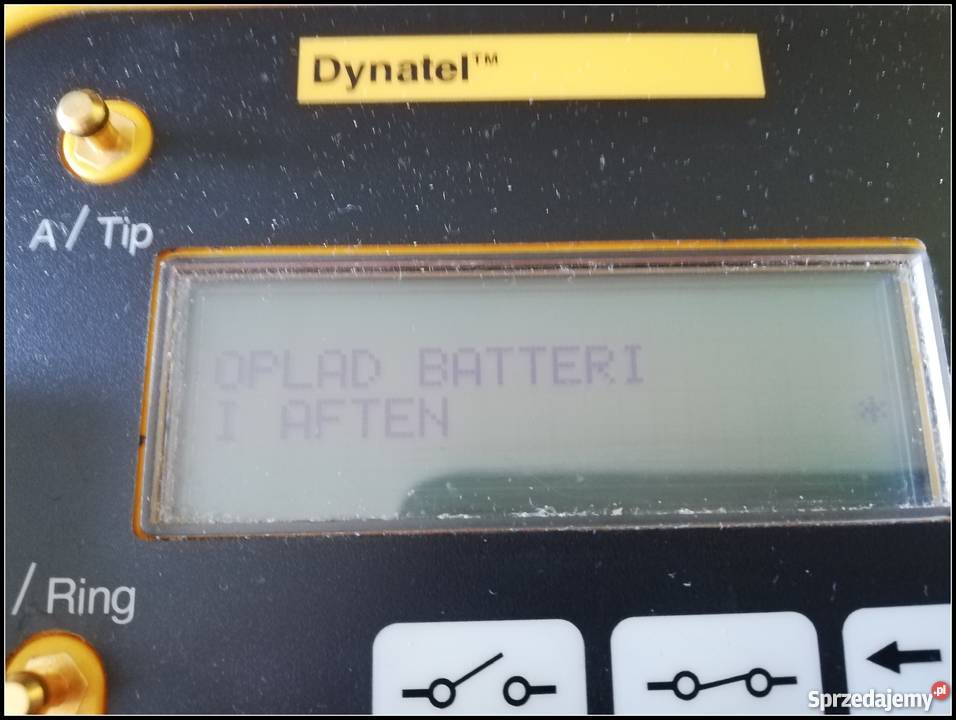 Dynatel™
A / Tip
OPLAD BATTERI
I AFTEN *
/ Ring
Sprzedajemy.pl